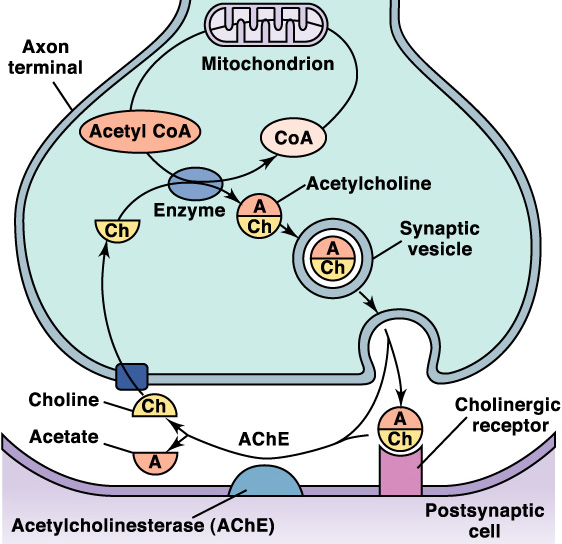 Axon
terminal
Mitochondrion
Acetyl CoA
CoA
Acetylcholine
Enzyme
A
Ch
Ch
Synaptic
vesicle
A
Ch
Choline
Ch
Cholinergic
receptor
A
Ch
Acetate
AChE
A
Postsynaptic
cell
Acetylcholinesterase (AChE)